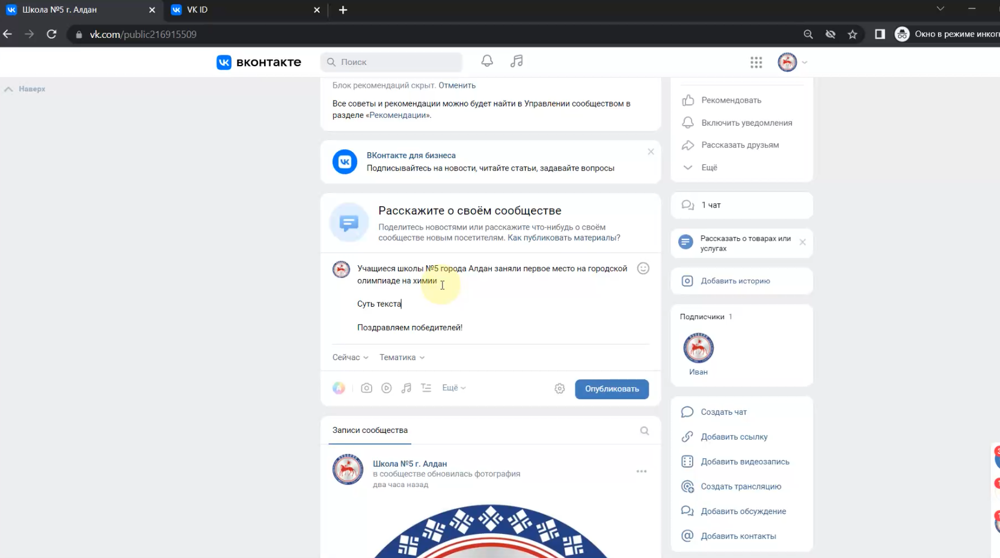 Школа №5 г. Алдан
VK ID
vk.com/public216915509
Окно в режиме инког
вконтакте
Поиск
Наверх
Блок рекомендаций скрыт. Отменить
Все советы и рекомендации можно будет найти в Управлении сообществом в
разделе «Рекомендации».
ВКонтакте для бизнеса
Подписывайтесь на новости, читайте статьи, задавайте вопросы
Расскажите о своём сообществе
Поделитесь новостями или расскажите что-нибудь о своём
сообществе новым посетителям. Как публиковать материалы?
Учащиеся школы №5 города Алдан заняли первое место на городской
олимпиаде на химии
Суть текста
Поздравляем победителей!
Сейчас
Тематика
Ещё
Опубликовать
Записи сообщества
Школа №5 г. Алдан
в сообществе обновилась фотография
два часа назад
Рекомендовать
Включить уведомления
Рассказать друзьям
Ещё
1 чат
Рассказать о товарах или
услугах
Добавить историю
Подписчики 1
Иван
Создать чат
Добавить ссылку
Добавить видеозапись
Создать трансляцию
Добавить обсуждение
Добавить контакты